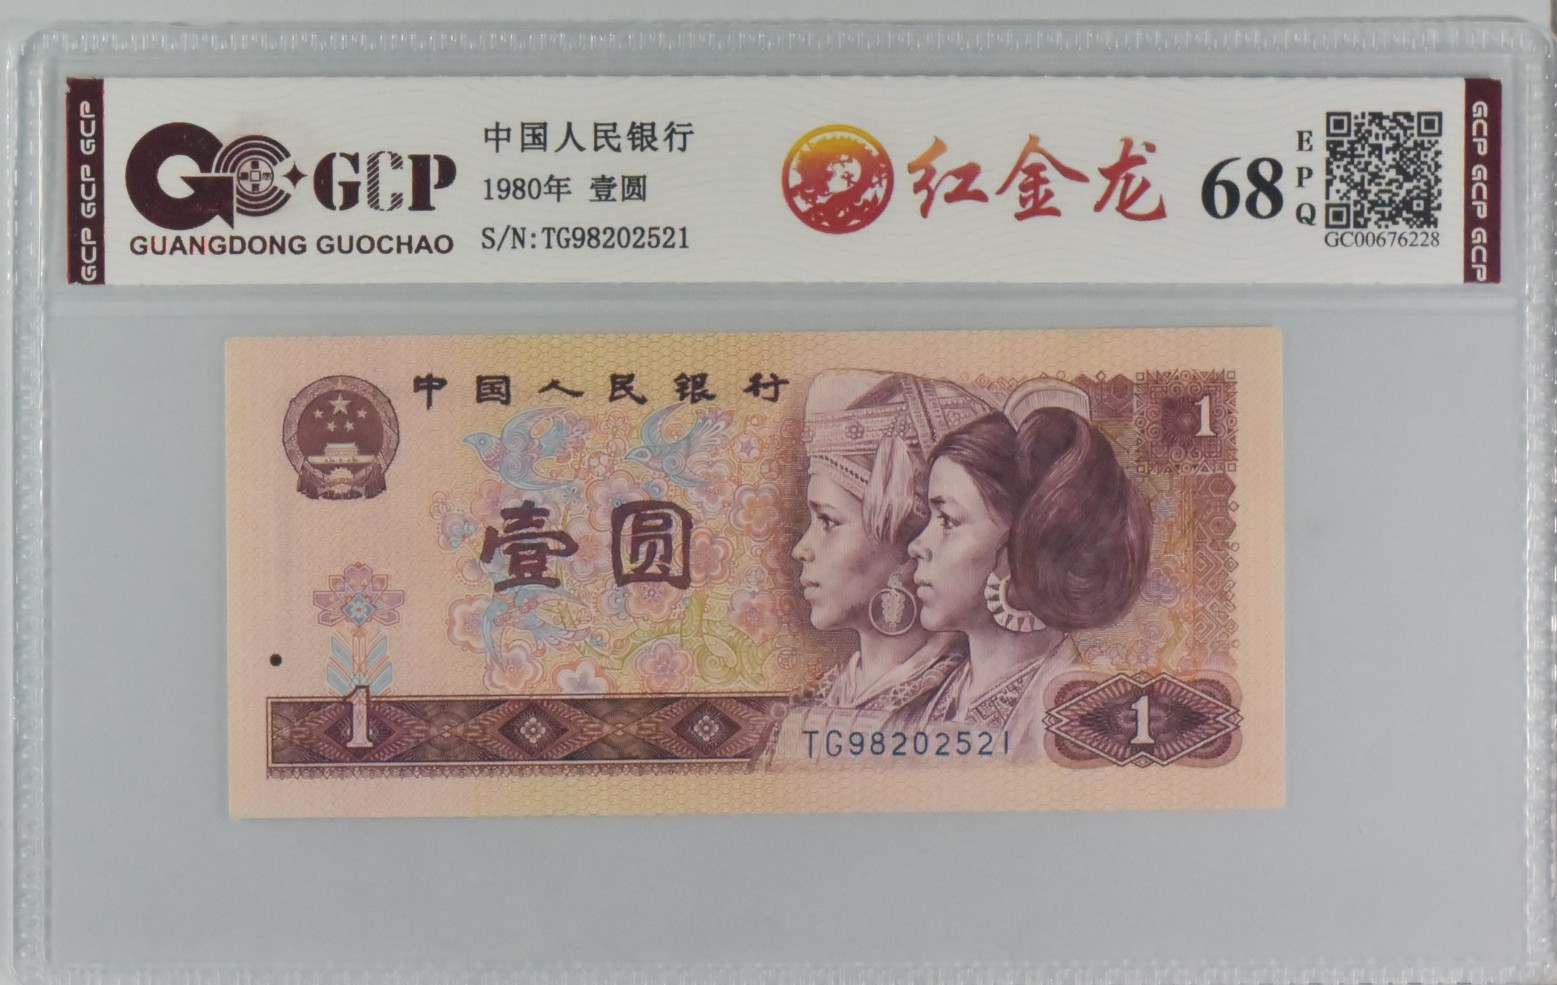 GCP GCP GCP
GCP
GUANGDONG GUOCHAO
中国人民银行
1980年 壹圆
S/N:TG98202521
红金龙
68
EPQ
GC00676228
GCP GCP GCP
中国人民银行
1
壹圆
1
TG98202521
1